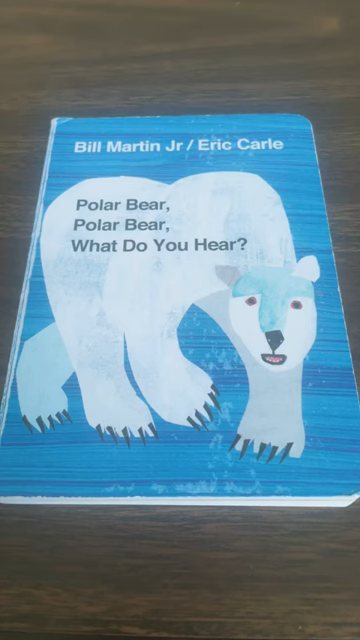 Bill Martin Jr / Eric Carle
Polar Bear,
Polar Bear,
What Do You Hear?